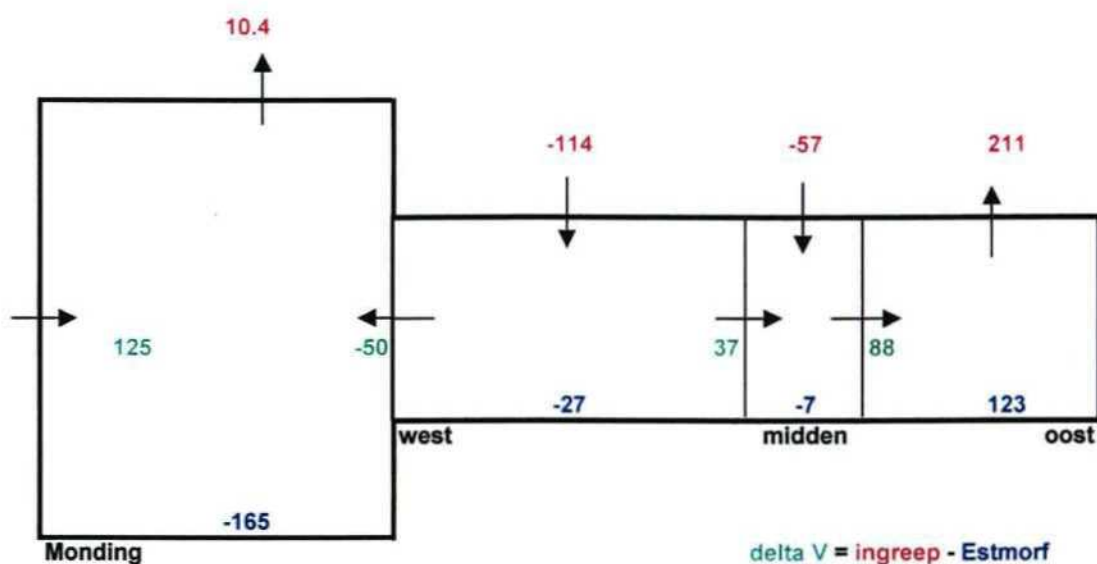 10.4
-114 -57 211
125 -50 37 88
-27 -7 123
west midden oost
-165
Monding
delta V = ingreep - Estmorf